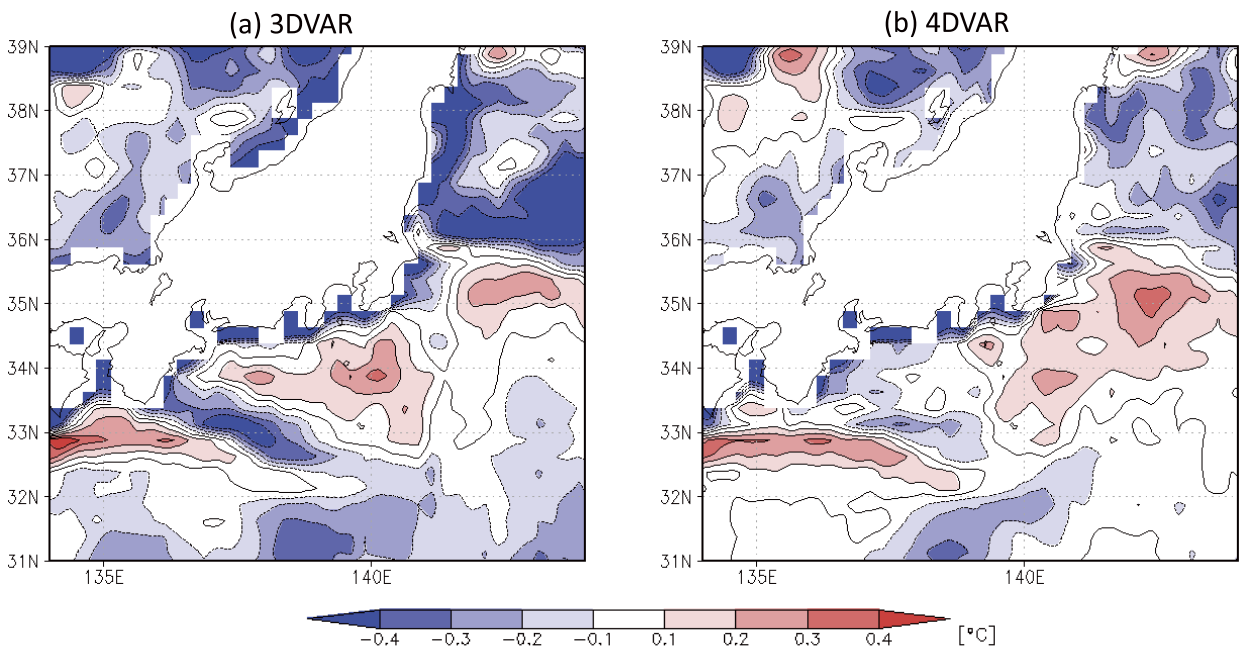 (a) 3DVAR (b) 4DVAR
39N 39N
38N 38N
37N 37N
36N 36N
35N 35N
34N 34N
33N 33N
32N 32N
31N 31N
135E 140E 135E 140E
−0.4 −0.3 −0.2 −0.1 0.1 0.2 0.3 0.4 [°C]